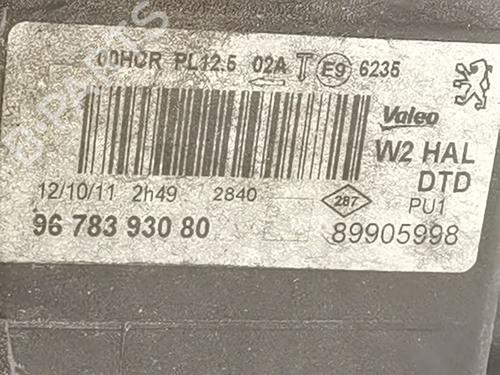 00HCR PL12.5 02A T E9 6235
Valeo
W2 HAL
DTD
12/10/11 2h49 2840
287
PU1
96 783 930 80
89905998